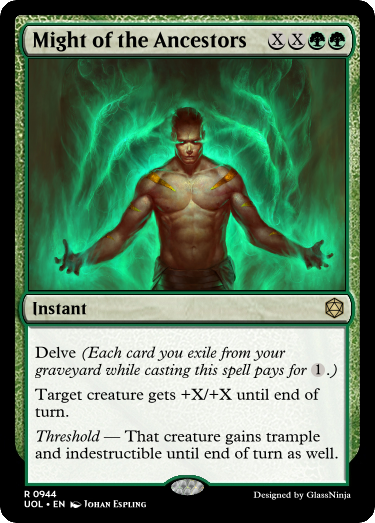 Might of the Ancestors XX
Instant
Delve (Each card you exile from your
graveyard while casting this spell pays for 1.)
Target creature gets +X/+X until end of
turn.
Threshold — That creature gains trample
and indestructible until end of turn as well.
R 0944
UOL • EN Johan Espling
Designed by GlassNinja